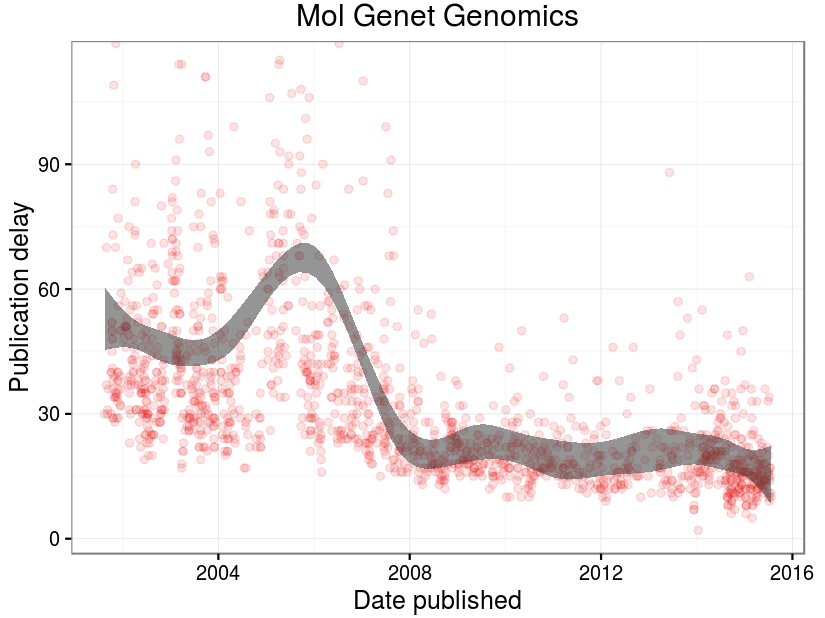 Mol Genet Genomics
Publication delay
90
60
30
0
2004
2008
2012
2016
Date published